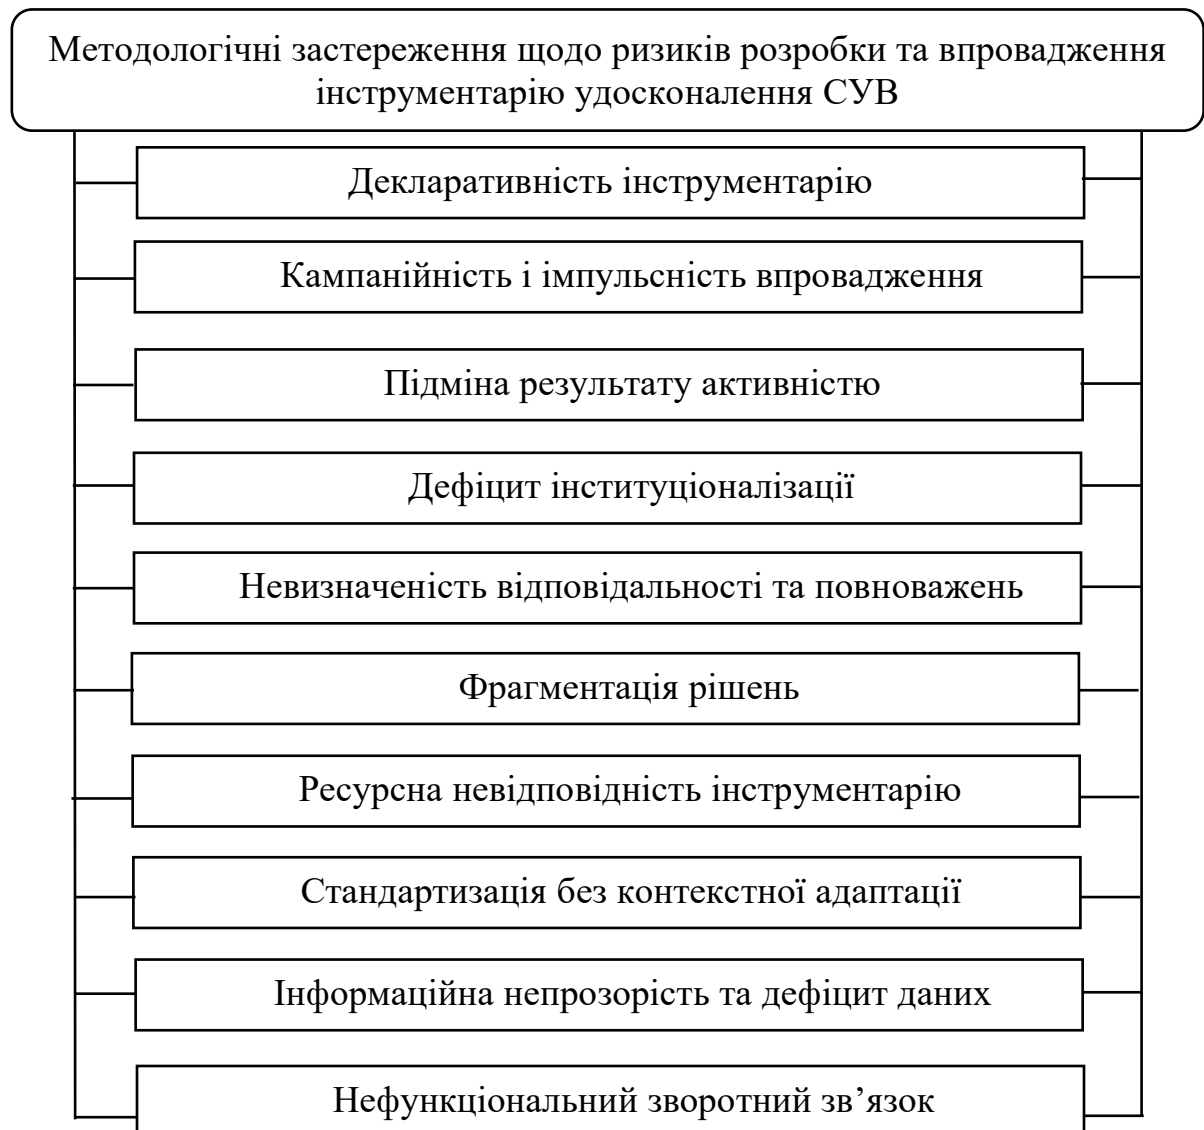 Методологічні застереження щодо ризиків розробки та впровадження
інструментарію удосконалення СУВ
Декларативність інструментарію
Кампанійність і імпульсність впровадження
Підміна результату активністю
Дефіцит інституціоналізації
Невизначеність відповідальності та повноважень
Фрагментація рішень
Ресурсна невідповідність інструментарію
Стандартизація без контекстної адаптації
Інформаційна непрозорість та дефіцит даних
Нефункціональний зворотний зв’язок